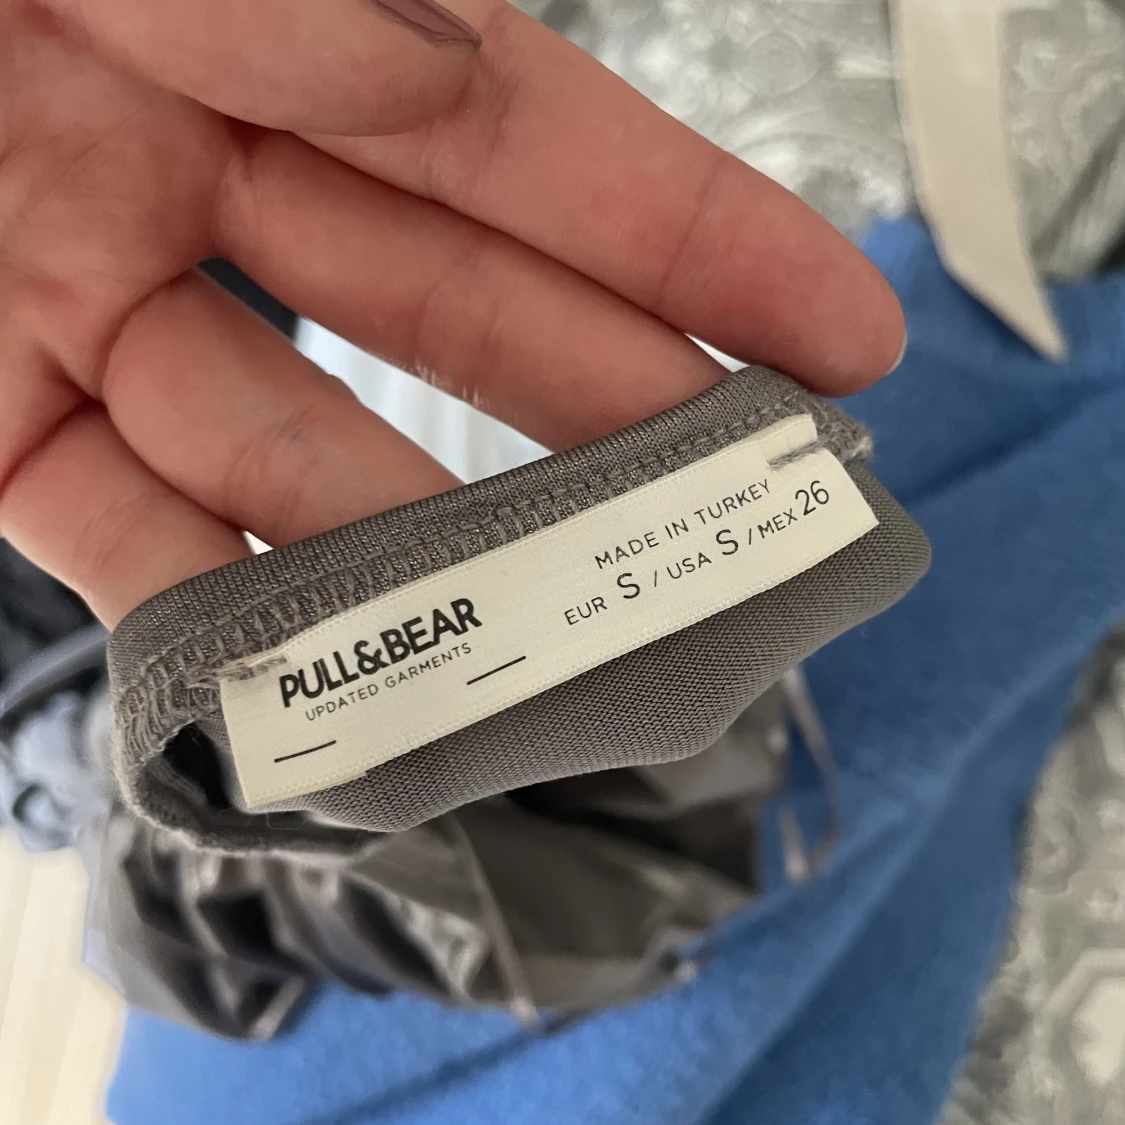 PULL&BEAR
UPDATED GARMENTS
MADE IN TURKEY
EUR S / USA S / MEX 26